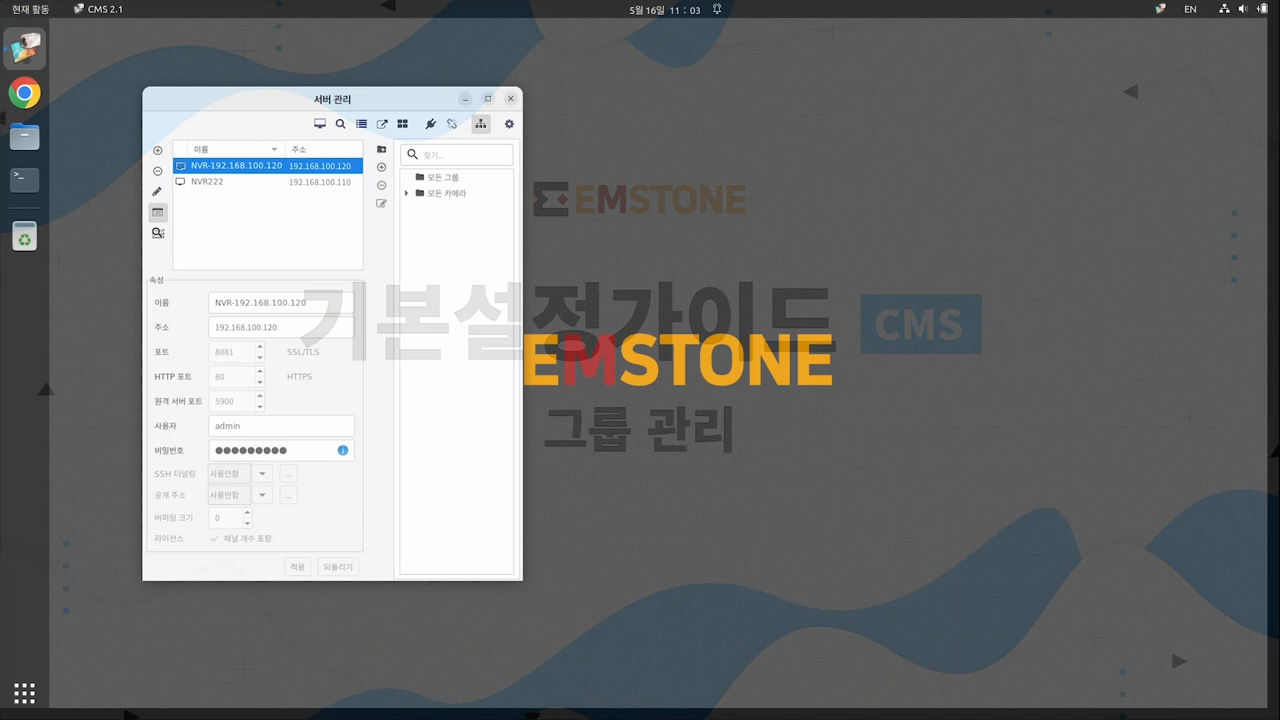 현재 활동
CMS 2.1
5월 16일 11 : 03
EN
서버 관리
이름
주소
NVR-192.168.100.120
192.168.100.120
NVR222
192.168.100.110
찾기...
모든 그룹
모든 카메라
속성
이름
NVR-192.168.100.120
주소
192.168.100.120
포트
8081
SSL/TLS
HTTP 포트
80
HTTPS
원격 서버 포트
5900
사용자
admin
비밀번호
●●●●●●●●●
SSH 터널링
사용안함
...
공개 주소
사용안함
...
버퍼링 크기
0
라이선스
채널 개수 포함
적용
되돌리기
EMSTONE
기본설정가이드
CMS
EMSTONE
그룹 관리